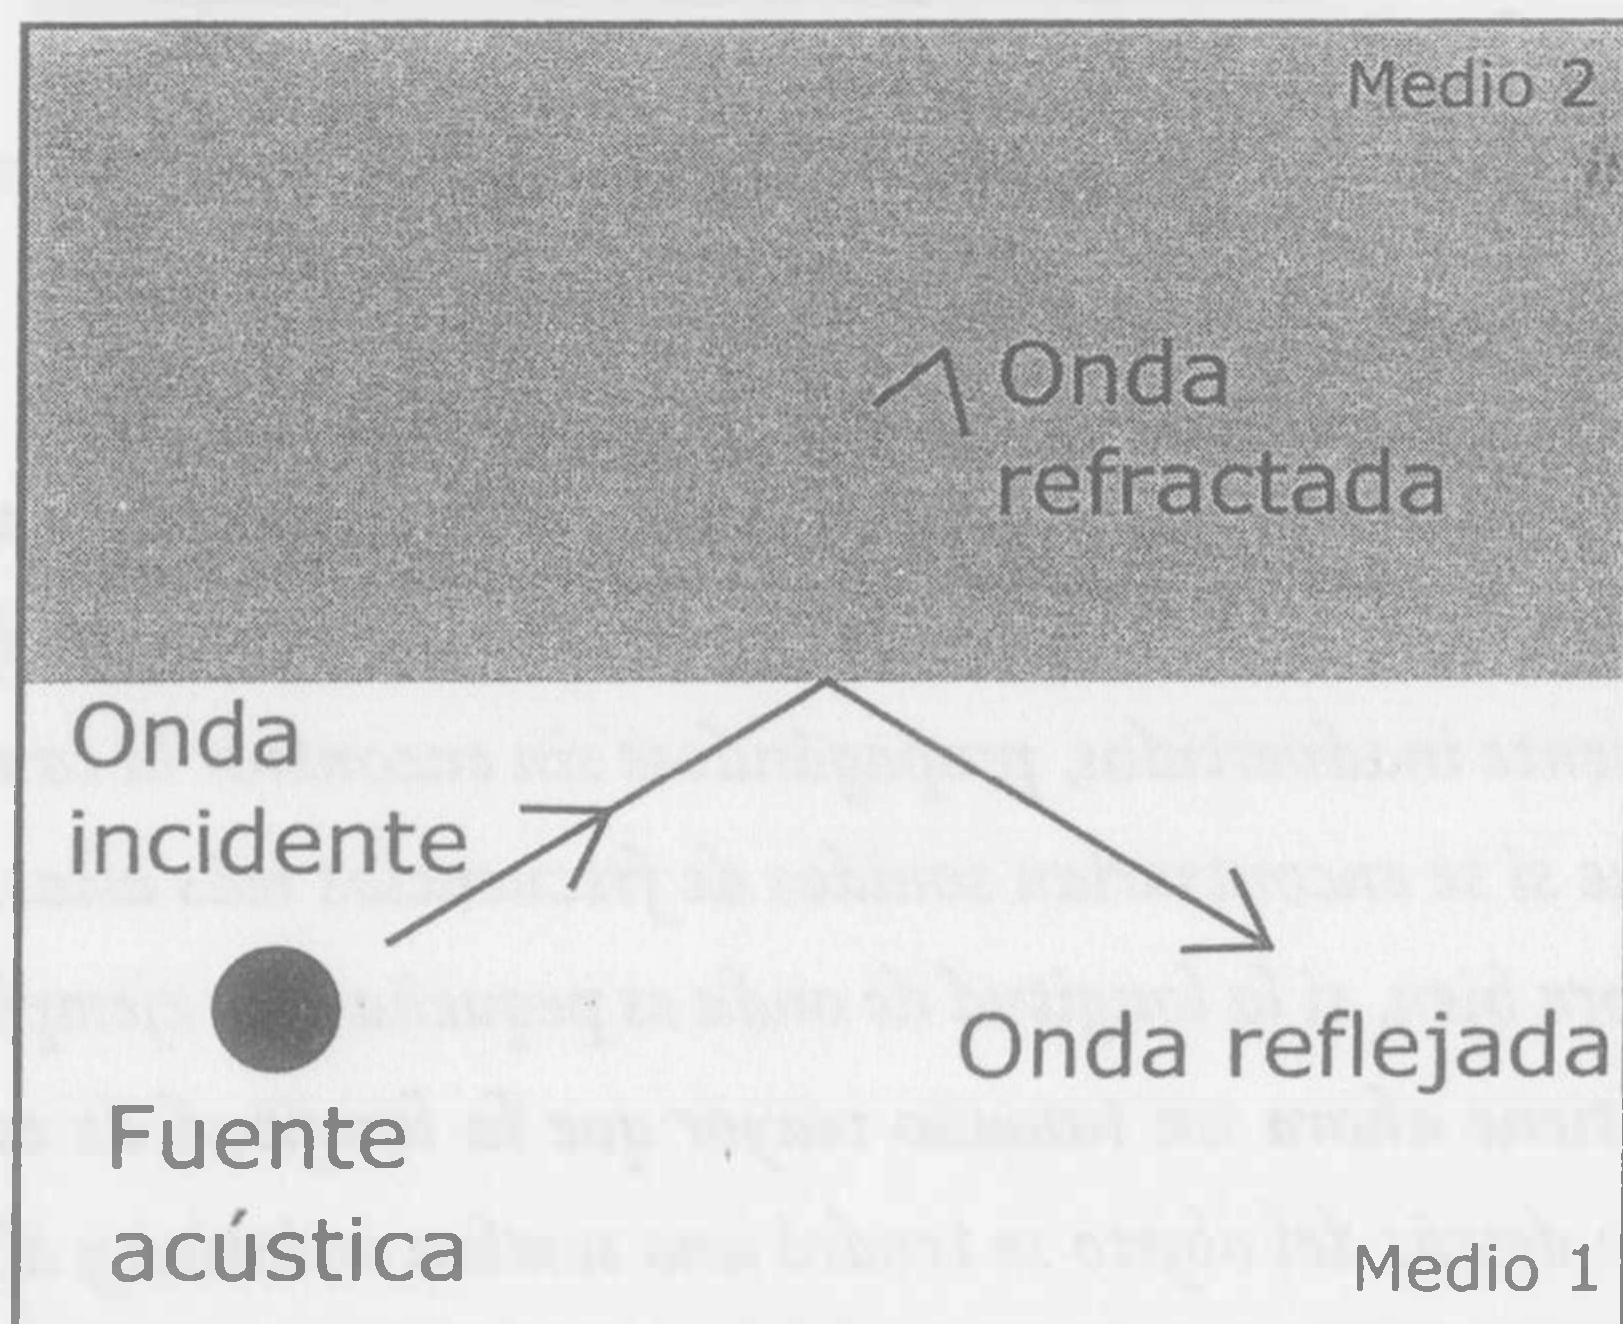 Medio 2
Onda
refractada
Onda
incidente
Onda reflejada
Fuente
acústica
Medio 1